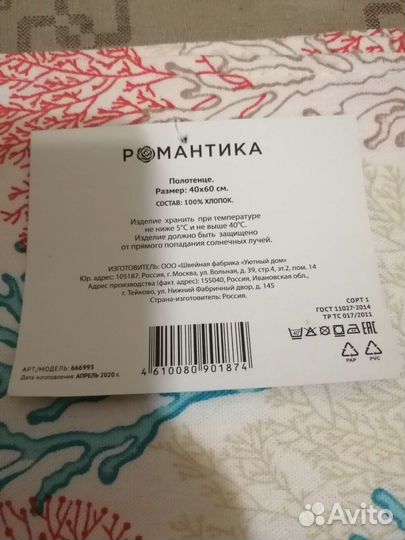 РОМАНТИКА
Полотенце.
Размер: 40х60 см.
СОСТАВ: 100% ХЛОПОК.
Изделие хранить при температуре
не ниже 5°С и не выше 40°С.
Изделие должно быть защищено
от прямого попадания солнечных лучей.
ИЗГОТОВИТЕЛЬ: ООО «Швейная фабрика «Уютный дом»
Юр. адрес: 105187, Россия, г. Москва, ул. Вольная, д. 39, стр.4, эт.2, пом. 14
Адрес производства (факт. адрес): 155040, Россия, Ивановская обл.,
г. Тейково, ул. Нижний Фабричный двор, д. 145
Страна-изготовитель: Россия.
СОРТ 1
ГОСТ 11027-2014
ТР ТС 017/2011
EAC
PAP
PVC
4 610080 901874
АРТ/МОДЕЛЬ: 666993
Дата изготовления: АПРЕЛЬ 2020 г.
Avito